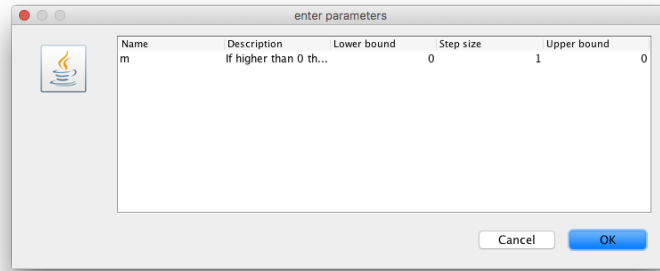 enter parameters
Name Description Lower bound Step size Upper bound
m If higher than 0 th... 0 1 0
Cancel OK